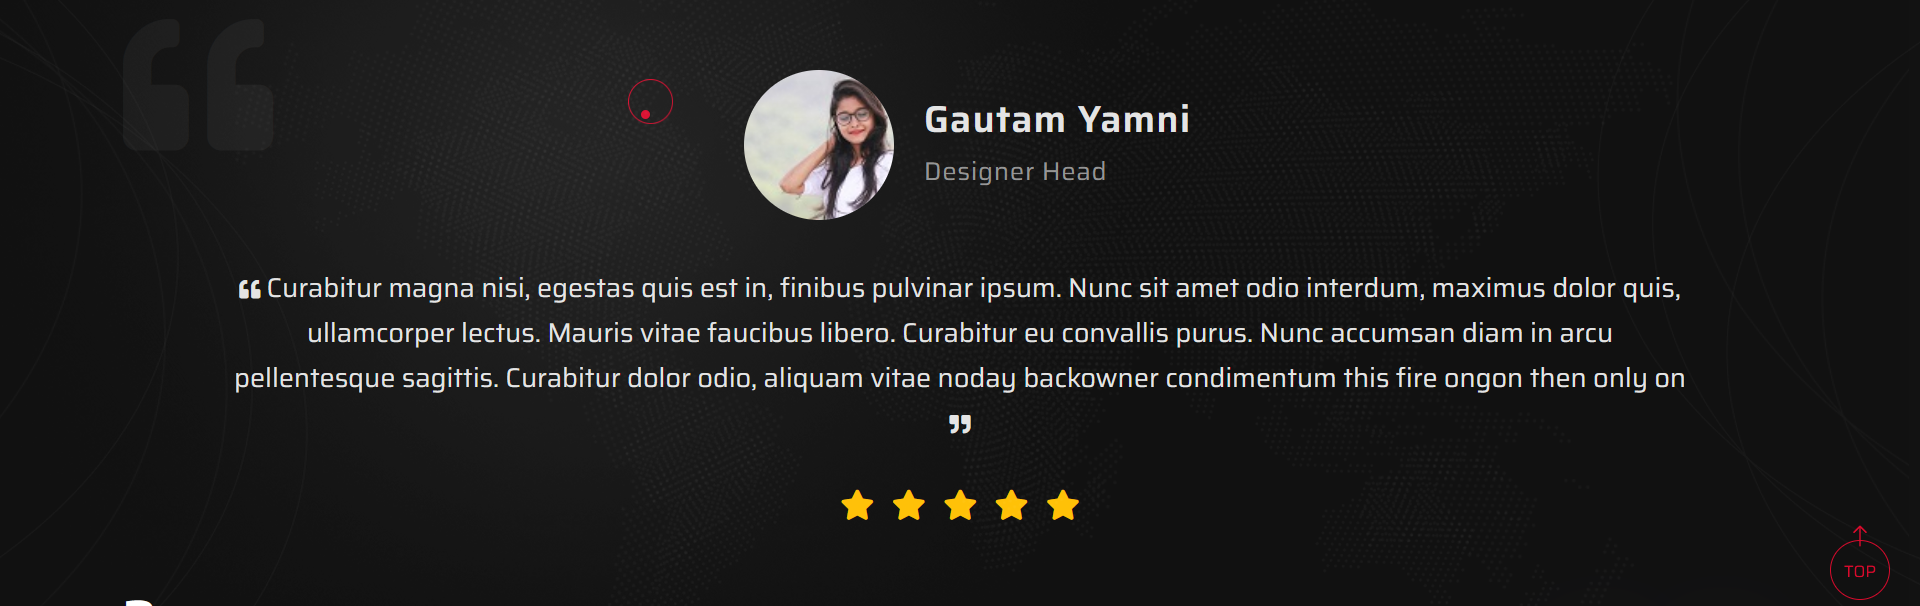 Gautam Yamni
Designer Head
❝ Curabitur magna nisi, egestas quis est in, finibus pulvinar ipsum. Nunc sit amet odio interdum, maximus dolor quis,
ullamcorper lectus. Mauris vitae faucibus libero. Curabitur eu convallis purus. Nunc accumsan diam in arcu
pellentesque sagittis. Curabitur dolor odio, aliquam vitae noday backowner condimentum this fire ongon then only on
❞
TOP